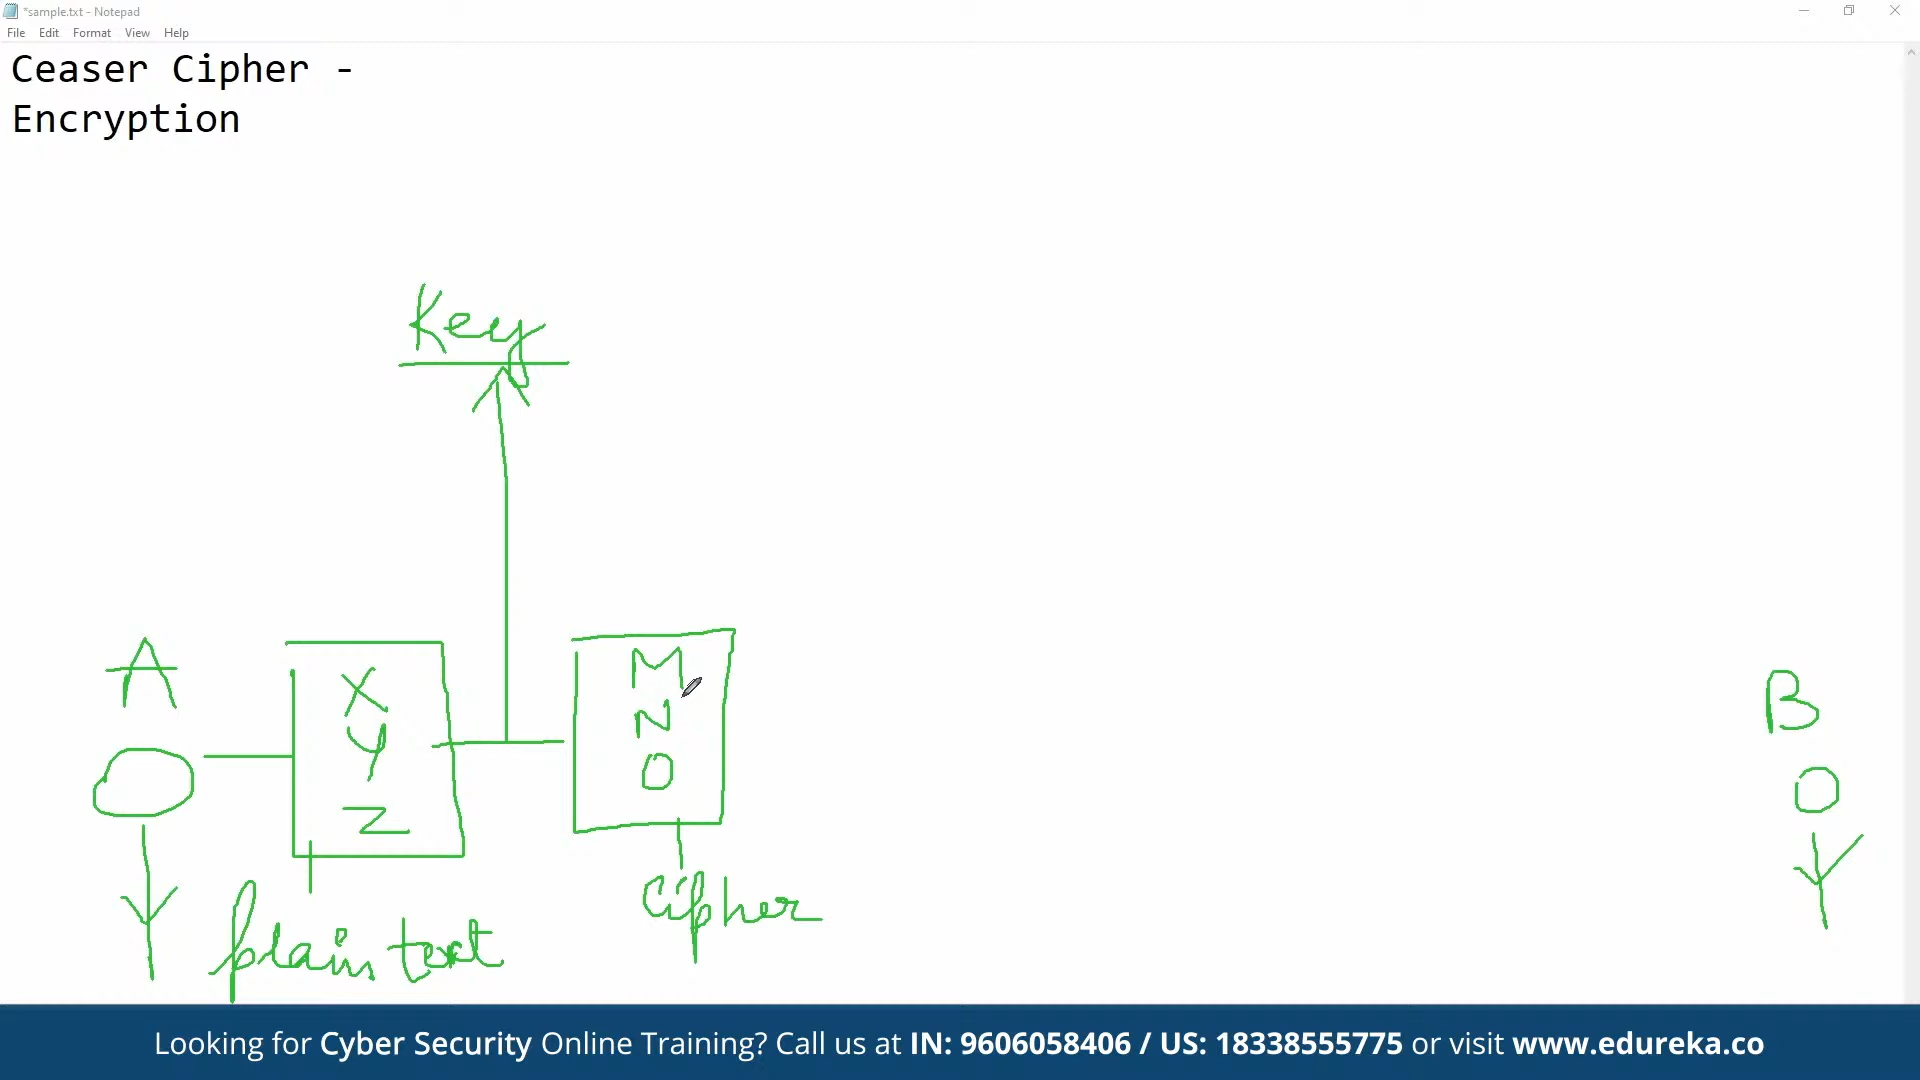 *sample.txt - Notepad
File Edit Format View Help
Ceaser Cipher -
Encryption
Key
A
X
Y
Z
M
N
O
B
plain text
Cipher
Looking for Cyber Security Online Training? Call us at IN: 9606058406 / US: 18338555775 or visit www.edureka.co